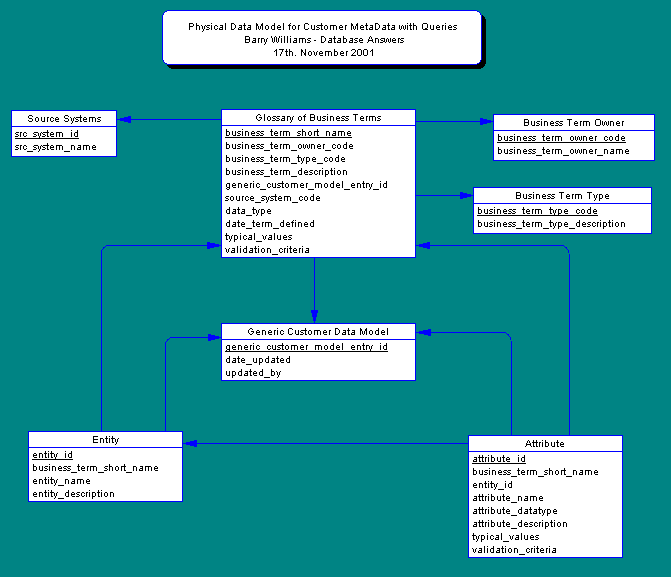 Physical Data Model for Customer MetaData with Queries
Barry Williams - Database Answers
17th. November 2001
Source Systems
src_system_id
src_system_name
Glossary of Business Terms
business_term_short_name
business_term_owner_code
business_term_type_code
business_term_description
generic_customer_model_entry_id
source_system_code
data_type
date_term_defined
typical_values
validation_criteria
Business Term Owner
business_term_owner_code
business_term_owner_name
Business Term Type
business_term_type_code
business_term_type_description
Generic Customer Data Model
generic_customer_model_entry_id
date_updated
updated_by
Entity
entity_id
business_term_short_name
entity_name
entity_description
Attribute
attribute_id
business_term_short_name
entity_id
attribute_name
attribute_datatype
attribute_description
typical_values
validation_criteria